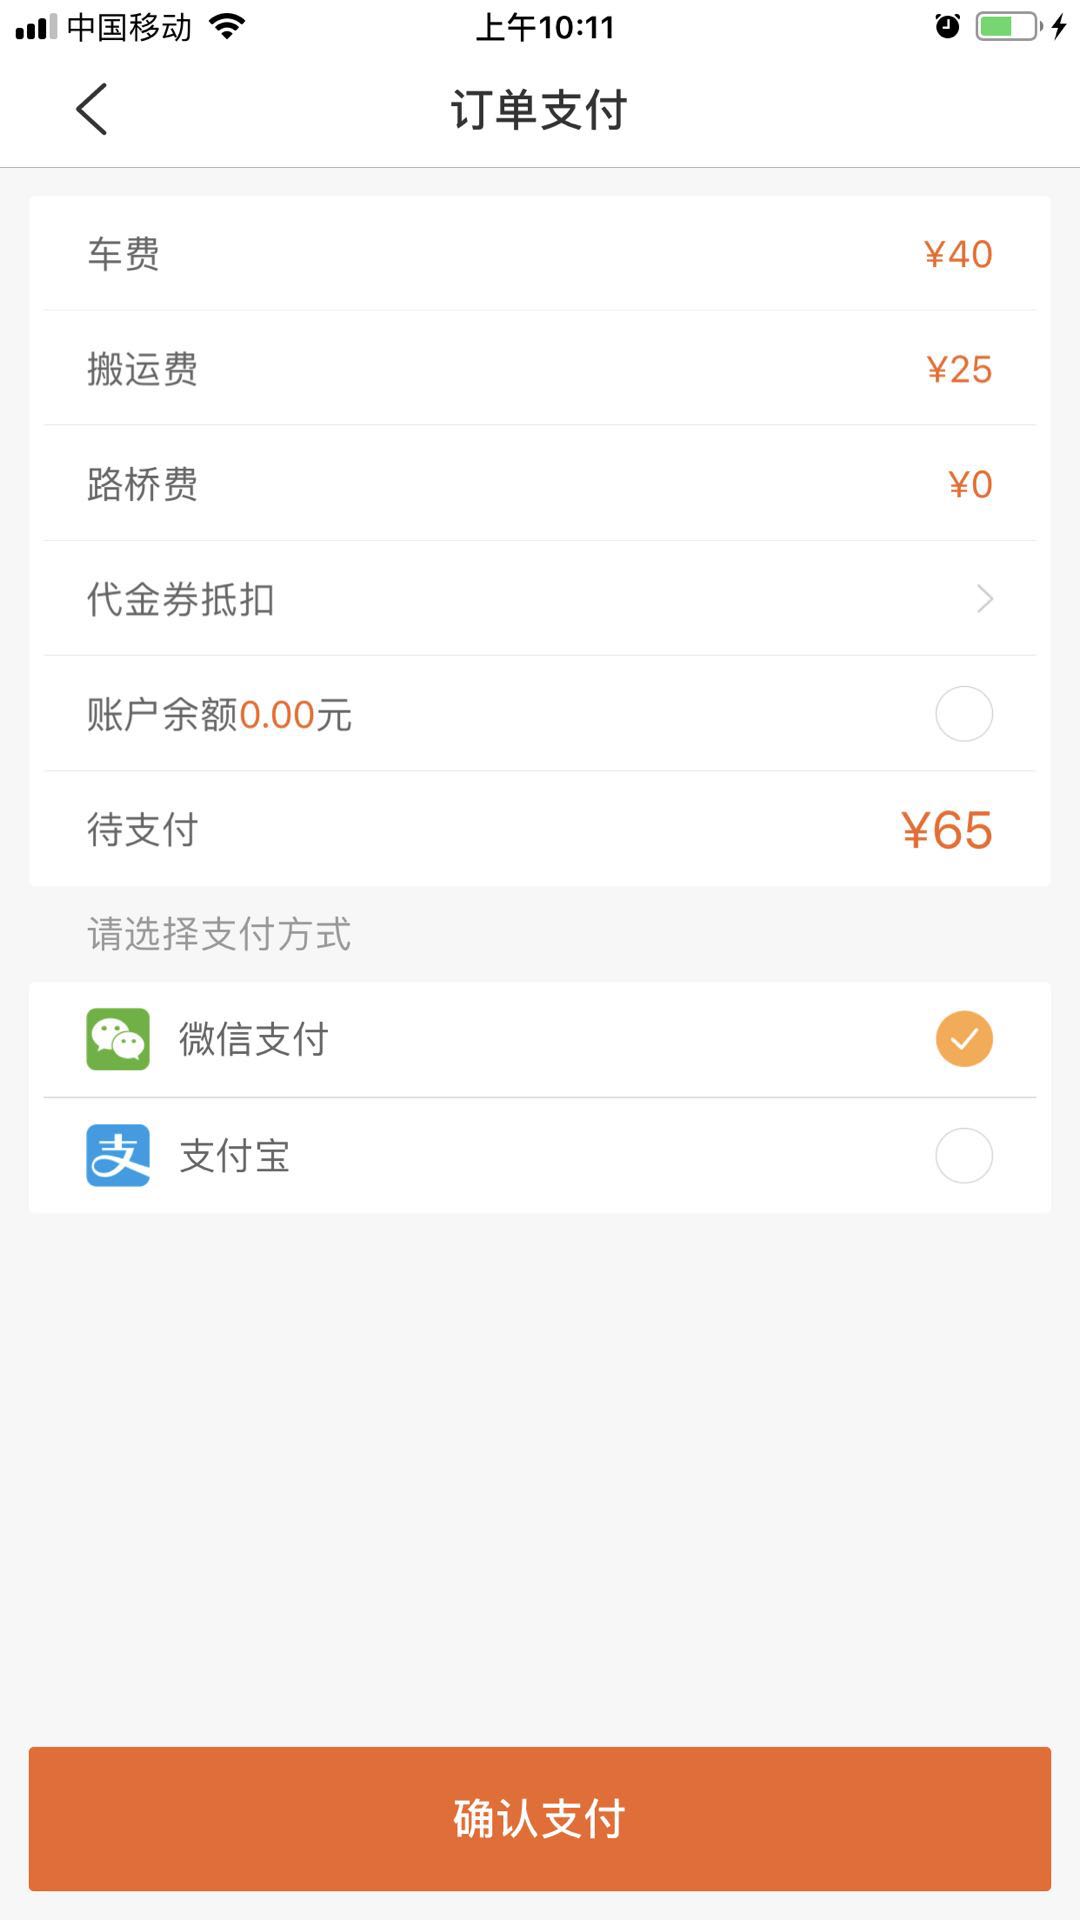 中国移动 上午10:11
订单支付
车费 ¥40
搬运费 ¥25
路桥费 ¥0
代金券抵扣
账户余额0.00元
待支付 ¥65
请选择支付方式
微信支付
支 支付宝
确认支付